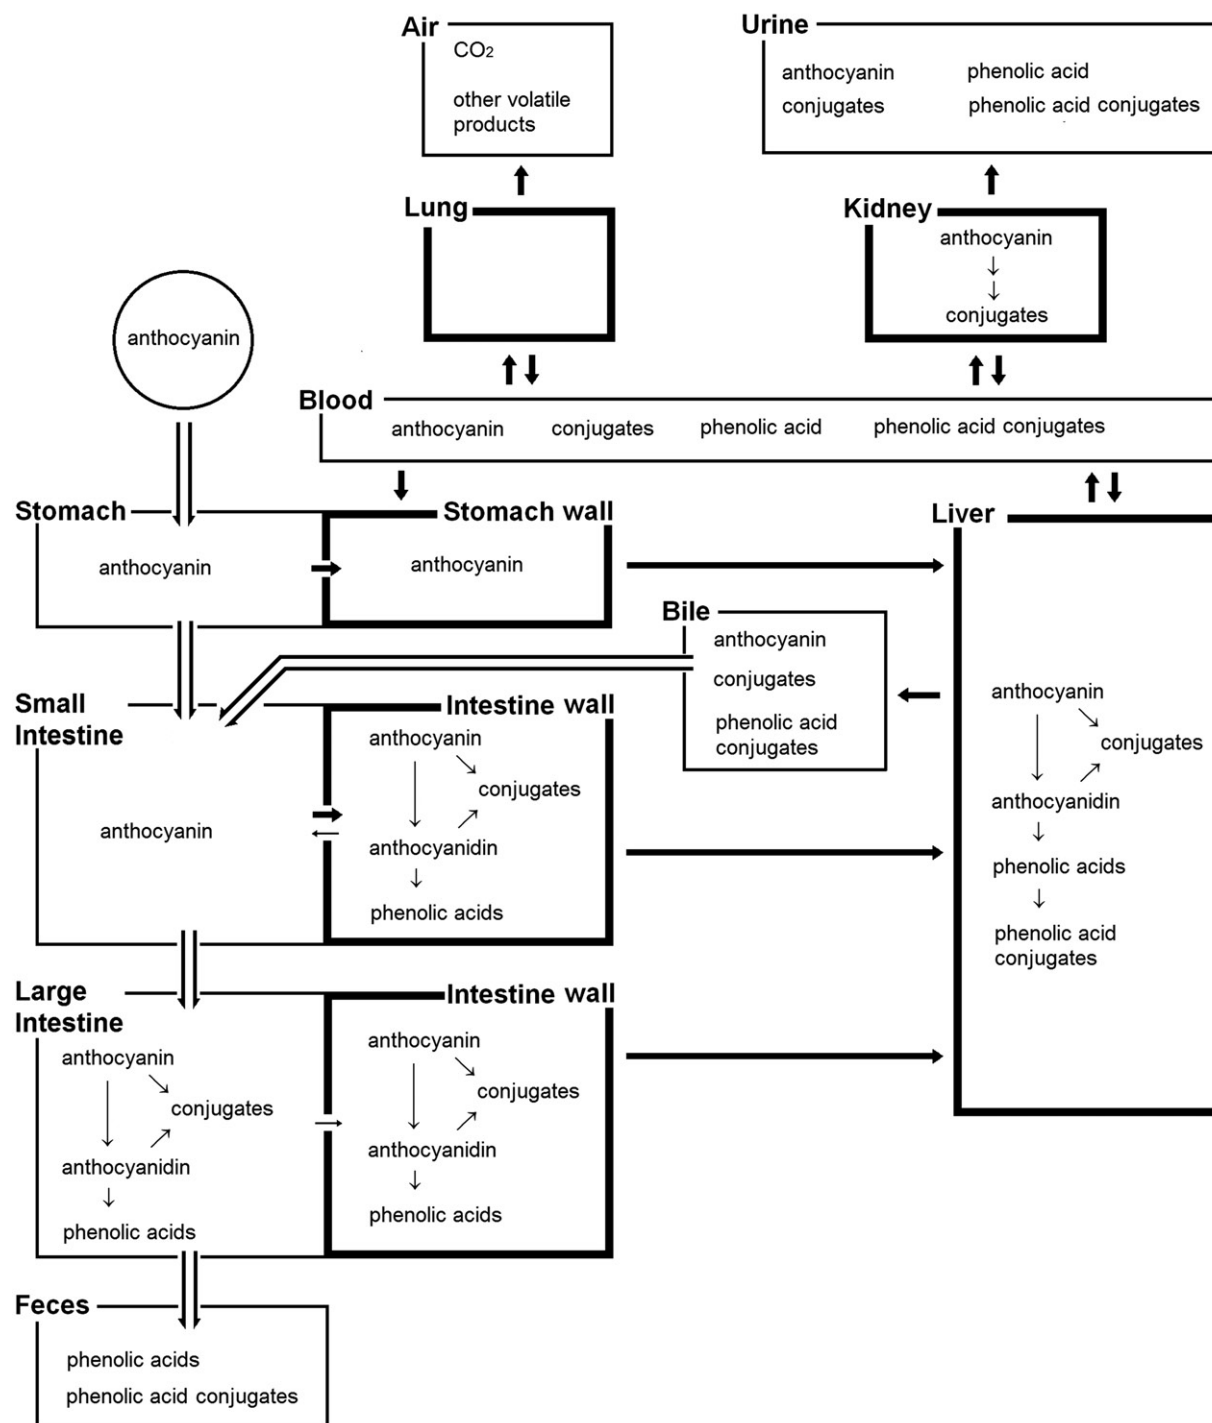 Air
CO2
other volatile
products
Urine
anthocyanin
phenolic acid
conjugates
phenolic acid conjugates
Lung
Kidney
anthocyanin
conjugates
anthocyanin
Blood
anthocyanin
conjugates
phenolic acid
phenolic acid conjugates
Stomach
anthocyanin
Stomach wall
anthocyanin
Liver
anthocyanin
conjugates
anthocyanidin
phenolic acids
phenolic acid
conjugates
Bile
anthocyanin
conjugates
phenolic acid
conjugates
Small
Intestine
anthocyanin
Intestine wall
anthocyanin
conjugates
anthocyanidin
phenolic acids
Large
Intestine
anthocyanin
conjugates
anthocyanidin
phenolic acids
Intestine wall
anthocyanin
conjugates
anthocyanidin
phenolic acids
Feces
phenolic acids
phenolic acid conjugates